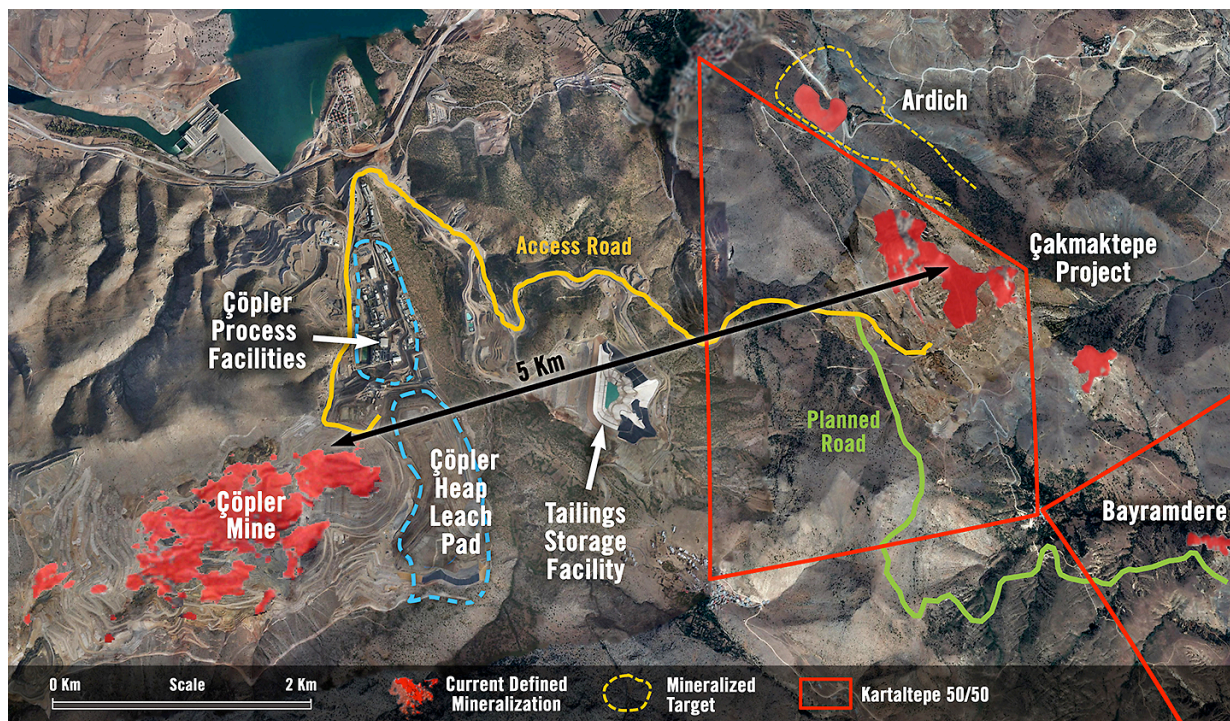 Ardich
Çakmaktepe
Project
Access Road
Çöpler
Process
Facilities
5 Km
Planned
Road
Çöpler
Mine
Çöpler
Heap
Leach
Pad
Tailings
Storage
Facility
Bayramdere
0 Km Scale 2 Km
Current Defined
Mineralization
Mineralized
Target
Kartaltepe 50/50